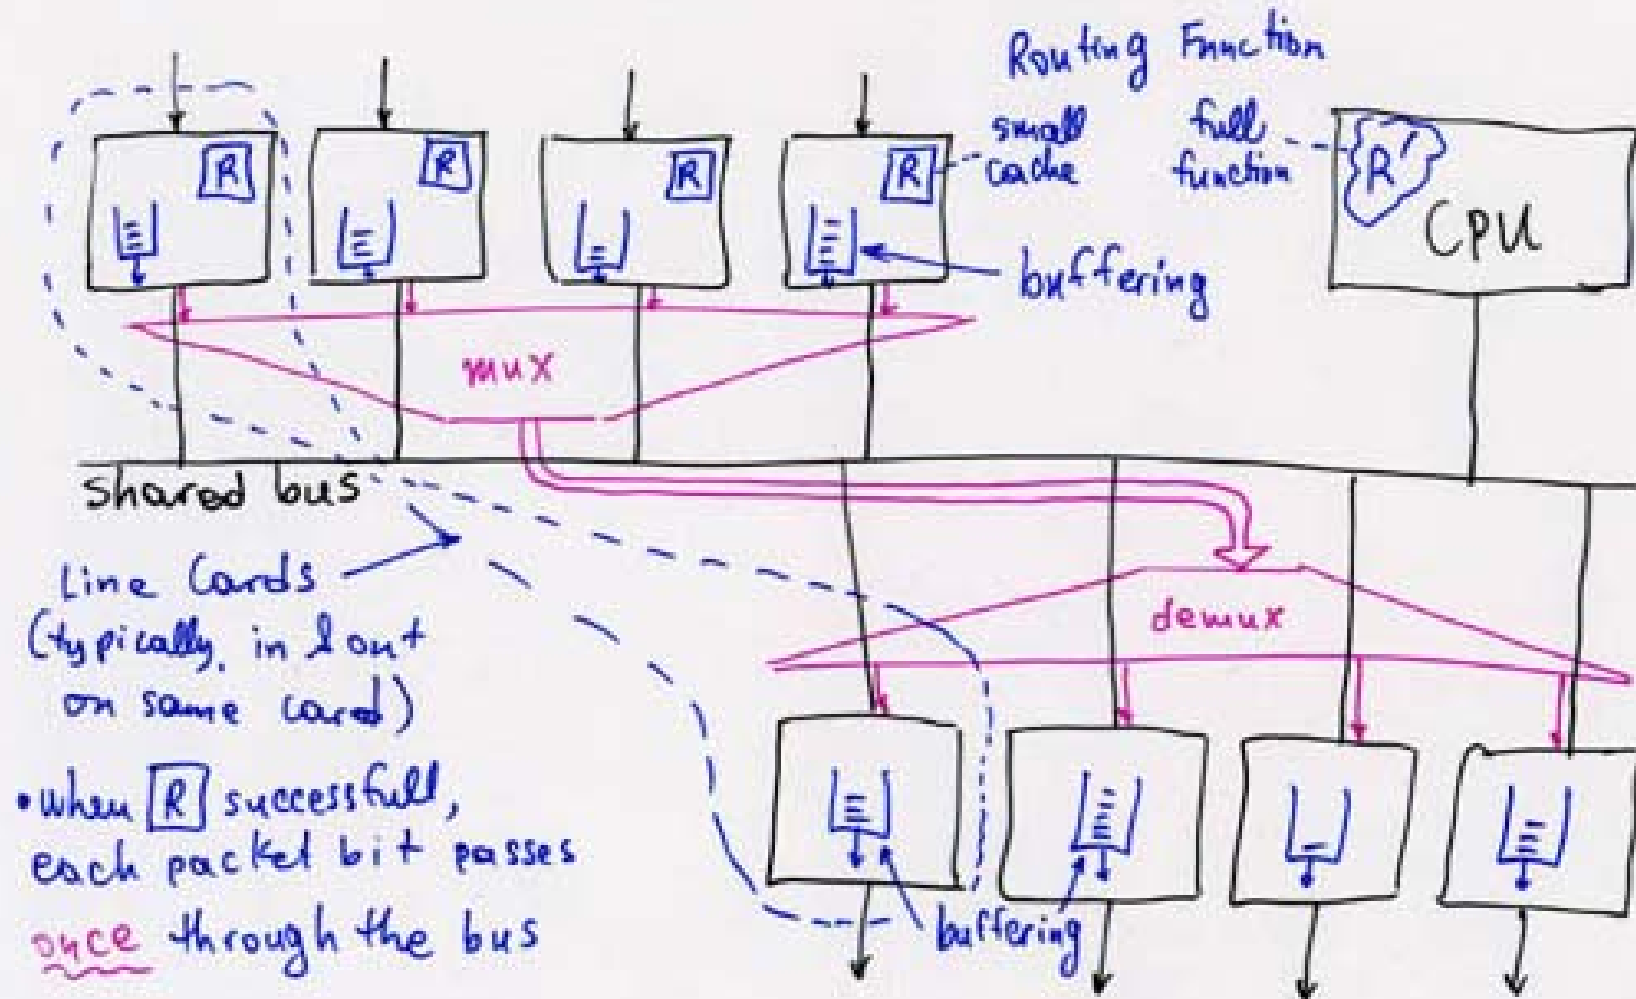 Routing Function
small cache
full function
R
R
R
R
R'
CPU
buffering
mux
shared bus
Line Cards
(typically, in & out
on same card)
demux
• when R successfull,
each packet bit passes
once through the bus
buffering